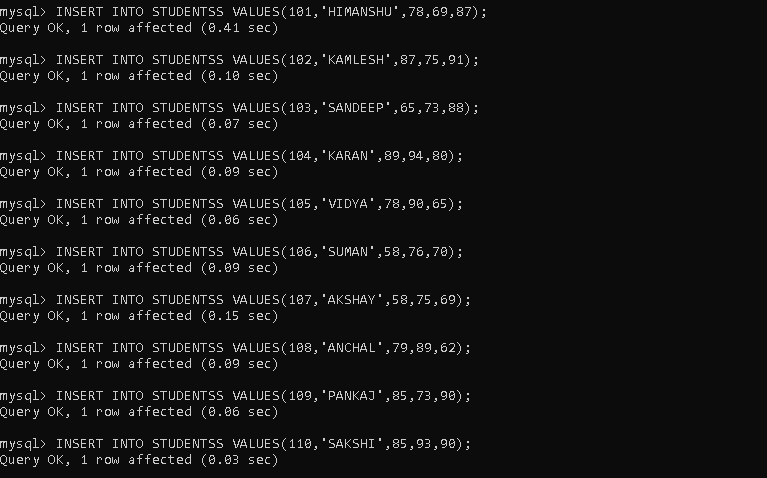 mysql> INSERT INTO STUDENTSS VALUES(101,'HIMANSHU',78,69,87);
Query OK, 1 row affected (0.41 sec)
mysql> INSERT INTO STUDENTSS VALUES(102,'KAMLESH',87,75,91);
Query OK, 1 row affected (0.10 sec)
mysql> INSERT INTO STUDENTSS VALUES(103,'SANDEEP',65,73,88);
Query OK, 1 row affected (0.07 sec)
mysql> INSERT INTO STUDENTSS VALUES(104,'KARAN',89,94,80);
Query OK, 1 row affected (0.09 sec)
mysql> INSERT INTO STUDENTSS VALUES(105,'VIDYA',78,90,65);
Query OK, 1 row affected (0.06 sec)
mysql> INSERT INTO STUDENTSS VALUES(106,'SUMAN',58,76,70);
Query OK, 1 row affected (0.09 sec)
mysql> INSERT INTO STUDENTSS VALUES(107,'AKSHAY',58,75,69);
Query OK, 1 row affected (0.15 sec)
mysql> INSERT INTO STUDENTSS VALUES(108,'ANCHAL',79,89,62);
Query OK, 1 row affected (0.09 sec)
mysql> INSERT INTO STUDENTSS VALUES(109,'PANKAJ',85,73,90);
Query OK, 1 row affected (0.06 sec)
mysql> INSERT INTO STUDENTSS VALUES(110,'SAKSHI',85,93,90);
Query OK, 1 row affected (0.03 sec)